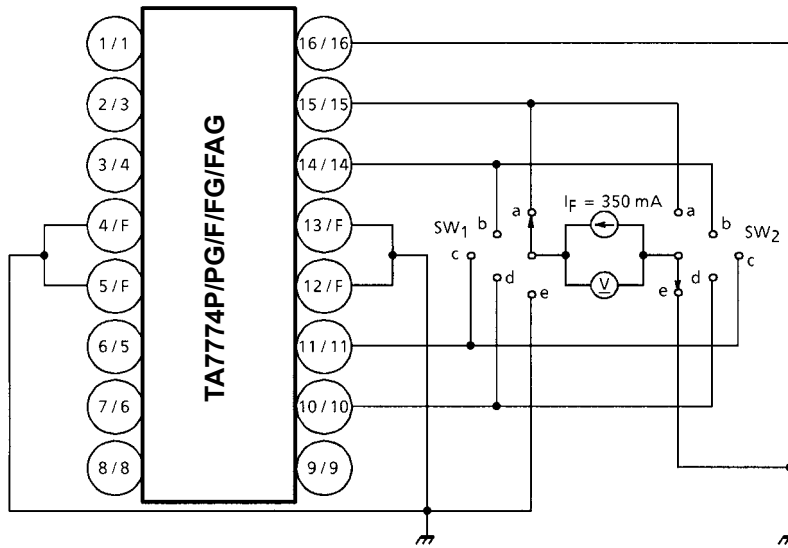 1 / 1
2 / 3
3 / 4
4 / F
5 / F
6 / 5
7 / 6
8 / 8
TA7774P/PG/F/FG/FAG
16 / 16
15 / 15
14 / 14
13 / F
12 / F
11 / 11
10 / 10
9 / 9
SW1
a
b
c
d
e
IF = 350 mA
V
a
b
SW2
c
d
e